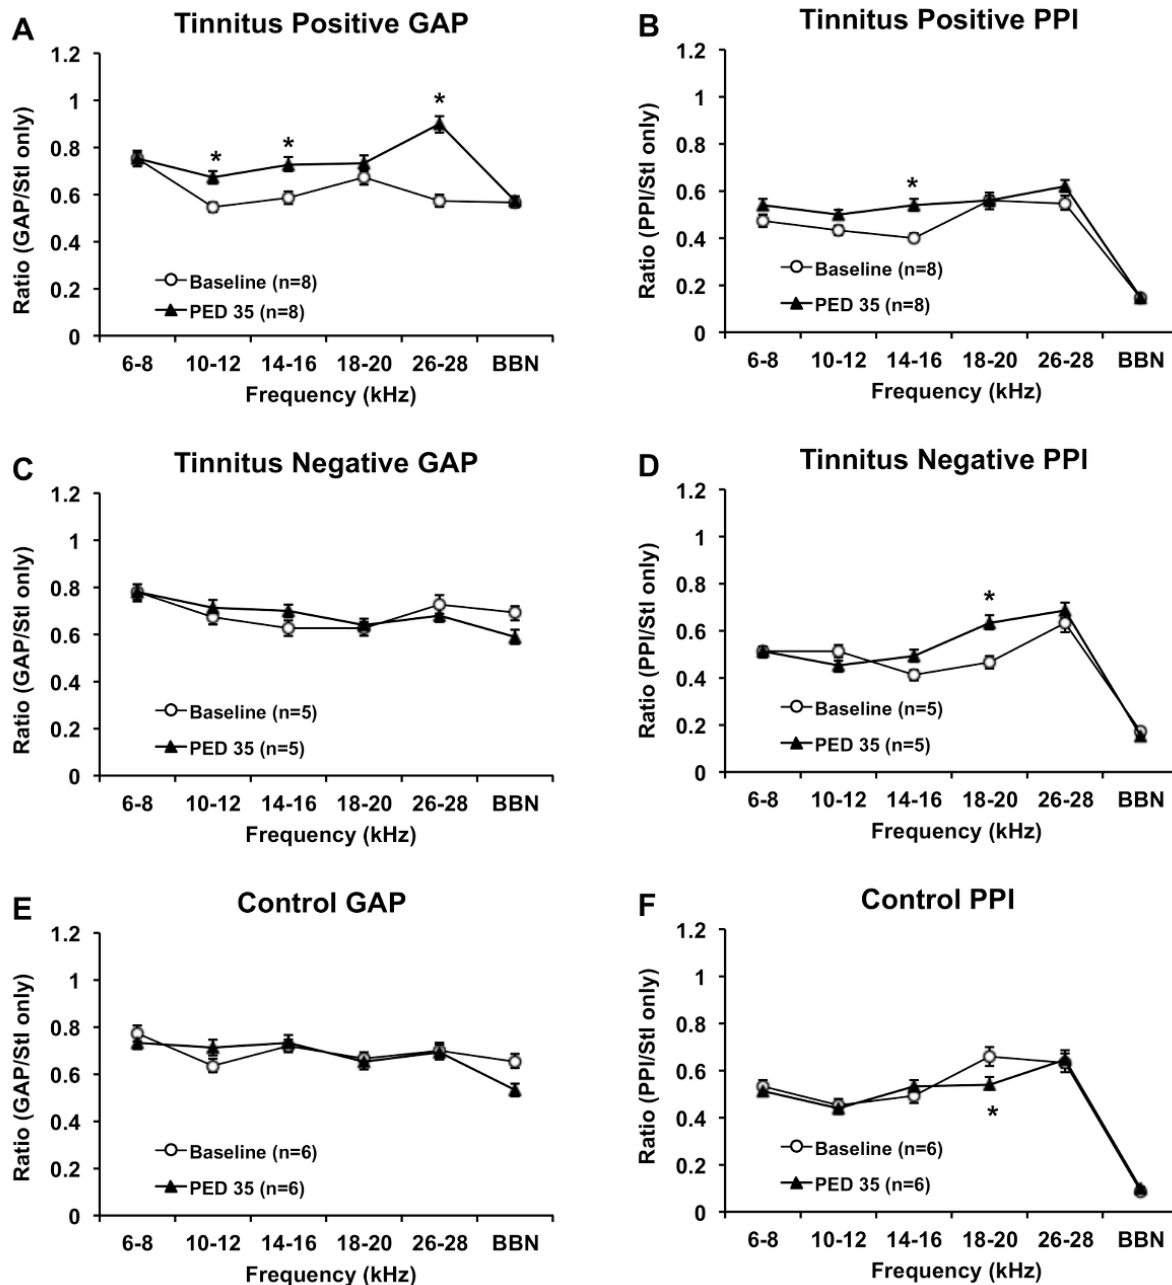 A
Tinnitus Positive GAP
1.2
1
0.8
0.6
0.4
0.2
0
Ratio (GAP/Stl only)
*
*
*
Baseline (n=8)
PED 35 (n=8)
6-8 10-12 14-16 18-20 26-28 BBN
Frequency (kHz)
B
Tinnitus Positive PPI
1.2
1
0.8
0.6
0.4
0.2
0
Ratio (PPI/Stl only)
*
Baseline (n=8)
PED 35 (n=8)
6-8 10-12 14-16 18-20 26-28 BBN
Frequency (kHz)
C
Tinnitus Negative GAP
1.2
1
0.8
0.6
0.4
0.2
0
Ratio (GAP/Stl only)
Baseline (n=5)
PED 35 (n=5)
6-8 10-12 14-16 18-20 26-28 BBN
Frequency (kHz)
D
Tinnitus Negative PPI
1.2
1
0.8
0.6
0.4
0.2
0
Ratio (PPI/Stl only)
*
Baseline (n=5)
PED 35 (n=5)
6-8 10-12 14-16 18-20 26-28 BBN
Frequency (kHz)
E
Control GAP
1.2
1
0.8
0.6
0.4
0.2
0
Ratio (GAP/Stl only)
Baseline (n=6)
PED 35 (n=6)
6-8 10-12 14-16 18-20 26-28 BBN
Frequency (kHz)
F
Control PPI
1.2
1
0.8
0.6
0.4
0.2
0
Ratio (PPI/Stl only)
*
Baseline (n=6)
PED 35 (n=6)
6-8 10-12 14-16 18-20 26-28 BBN
Frequency (kHz)